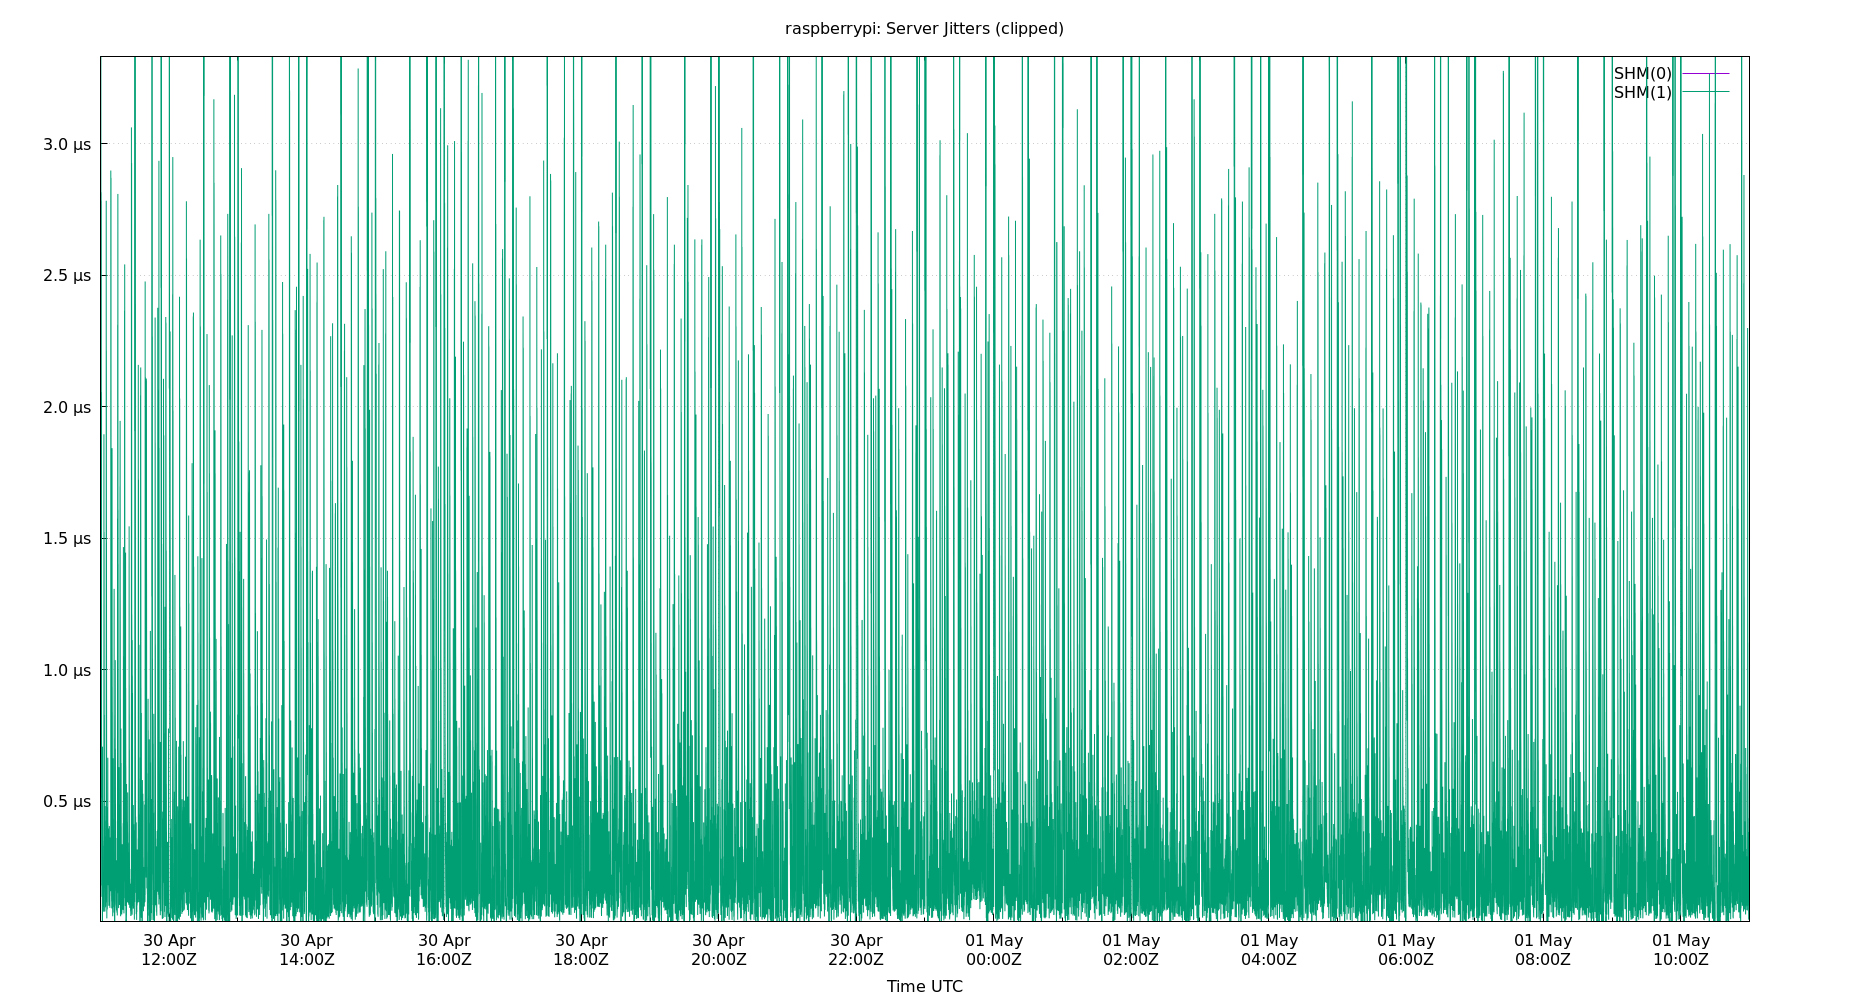 raspberrypi: Server Jitters (clipped)
SHM(0)
SHM(1)
3.0 µs
2.5 µs
2.0 µs
1.5 µs
1.0 µs
0.5 µs
30 Apr 30 Apr 30 Apr 30 Apr 30 Apr 30 Apr 01 May 01 May 01 May 01 May 01 May 01 May
12:00Z 14:00Z 16:00Z 18:00Z 20:00Z 22:00Z 00:00Z 02:00Z 04:00Z 06:00Z 08:00Z 10:00Z
Time UTC